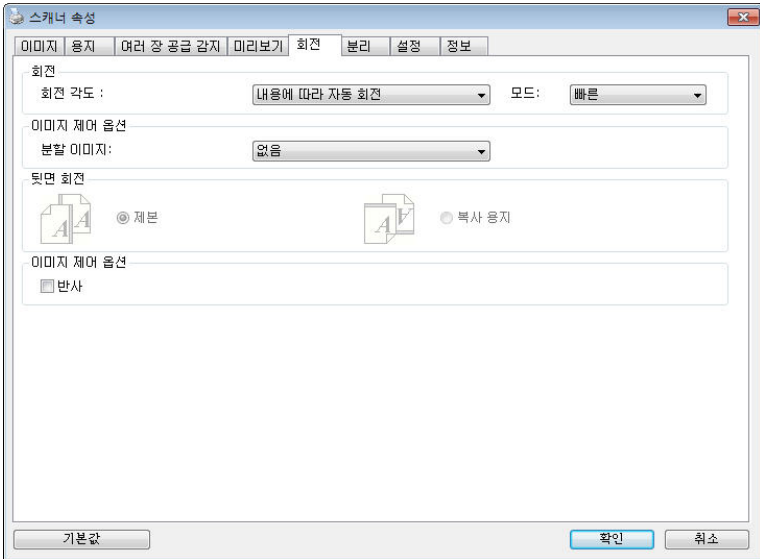 스캐너 속성
이미지 용지 여러 장 공급 감지 미리보기 회전 분리 설정 정보
회전
회전 각도 : 내용에 따라 자동 회전 모드: 빠른
이미지 제어 옵션
분할 이미지: 없음
뒷면 회전
A A 제본 A A 복사 용지
이미지 제어 옵션
반사
기본값 확인 취소